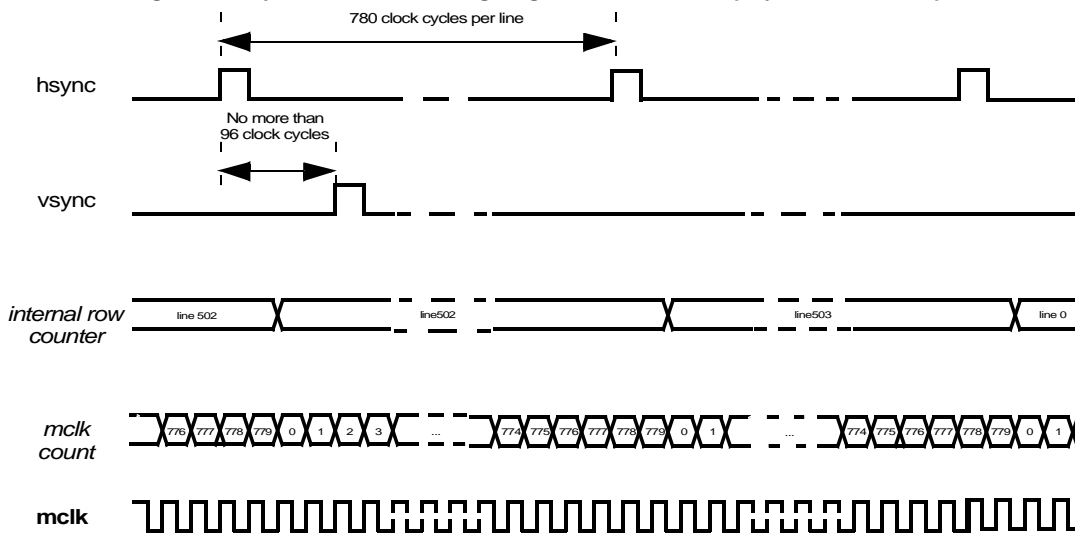 780 clock cycles per line
hsync
No more than
96 clock cycles
vsync
internal row
counter
line 502
line502
line503
line 0
mclk
count
776 777 778 779 0 1 2 3 ... 774 775 776 777 778 779 0 1 ... 774 775 776 777 778 779 0 1
mclk